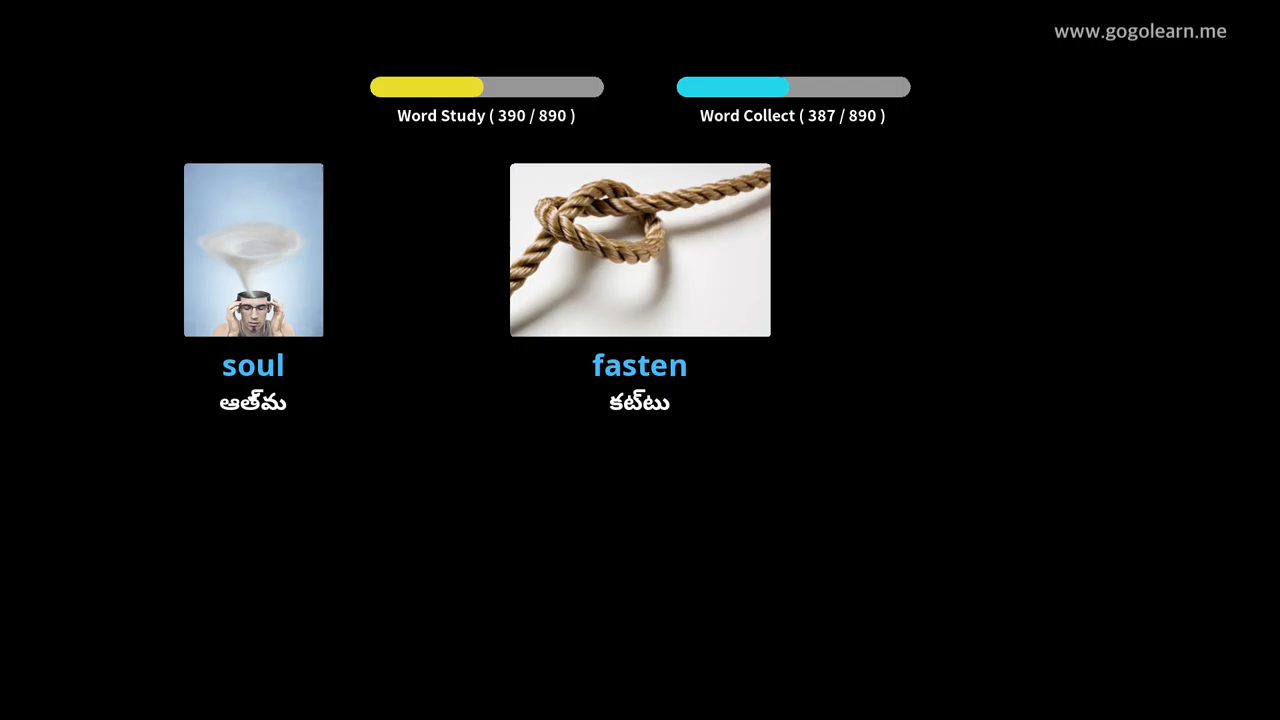 www.gogolearn.me
Word Study ( 390 / 890 )
Word Collect ( 387 / 890 )
soul
ఆత్మ
fasten
కట్టు